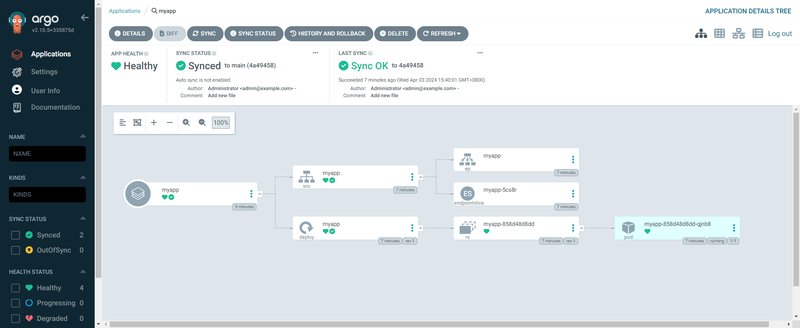 argo
v2.10.5+335875d
Applications
Settings
User Info
Documentation
NAME
NAME
KINDS
KINDS
SYNC STATUS
Synced 2
OutOfSync 0
HEALTH STATUS
Healthy 4
Progressing 0
Degraded 0
Applications / myapp
APPLICATION DETAILS TREE
DETAILS DIFF SYNC SYNC STATUS HISTORY AND ROLLBACK DELETE REFRESH
Log out
APP HEALTH
Healthy
SYNC STATUS
Synced to main (4a49458)
Auto sync is not enabled.
Author: Administrator <admin@example.com> -
Comment: Add new file
LAST SYNC
Sync OK to 4a49458
Succeeded 7 minutes ago (Wed Apr 03 2024 15:40:01 GMT+0800)
Author: Administrator <admin@example.com> -
Comment: Add new file
100%
myapp
9 minutes
svc
myapp
7 minutes
deploy
myapp
7 minutes rev:1
ep
myapp
7 minutes
ES
endpointslice
myapp-5cs8r
7 minutes
rs
myapp-858d48d8dd
7 minutes rev:1
pod
myapp-858d48d8dd-qjnb8
7 minutes running 1/1